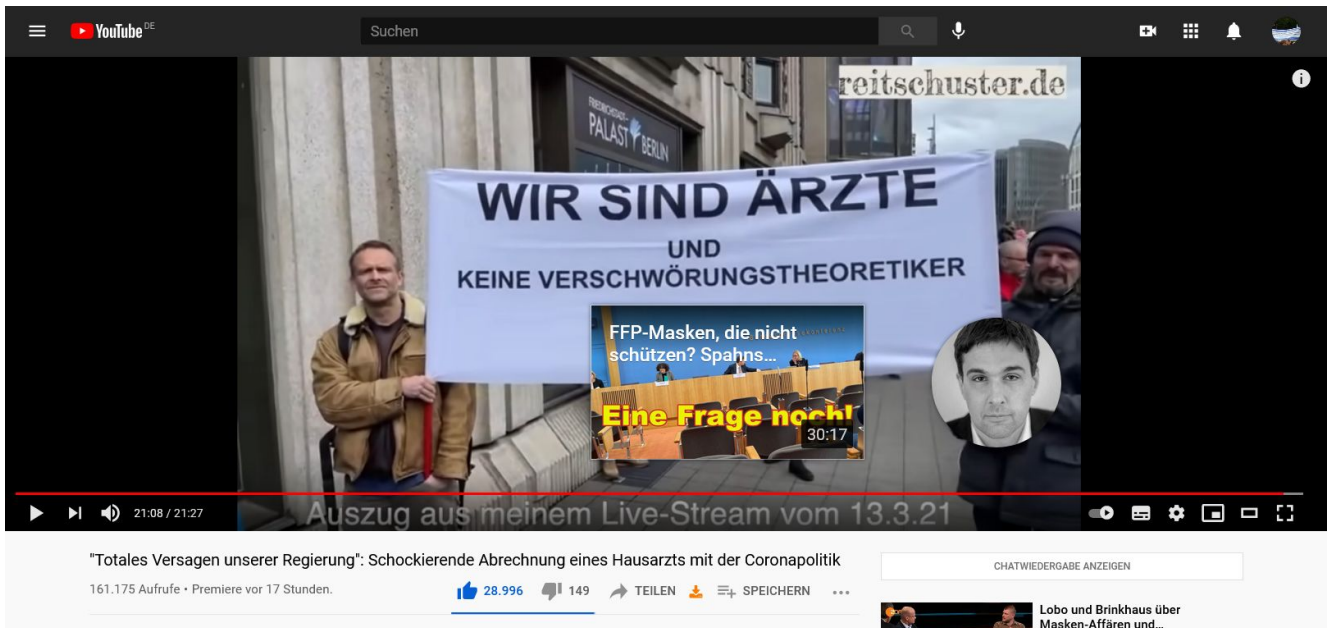 YouTube DE
Suchen
reitschuster.de
FRIEDRICHSTADT-
PALAST BERLIN
WIR SIND ÄRZTE
UND
KEINE VERSCHWÖRUNGSTHEORETIKER
FFP-Masken, die nicht
schützen? Spahns...
Eine Frage noch!
30:17
21:08 / 21:27
Auszug aus meinem Live-Stream vom 13.3.21
"Totales Versagen unserer Regierung": Schockierende Abrechnung eines Hausarzts mit der Coronapolitik
161.175 Aufrufe • Premiere vor 17 Stunden.
28.996
149
TEILEN
SPEICHERN
CHATWIEDERGABE ANZEIGEN
Lobo und Brinkhaus über
Masken-Affären und...